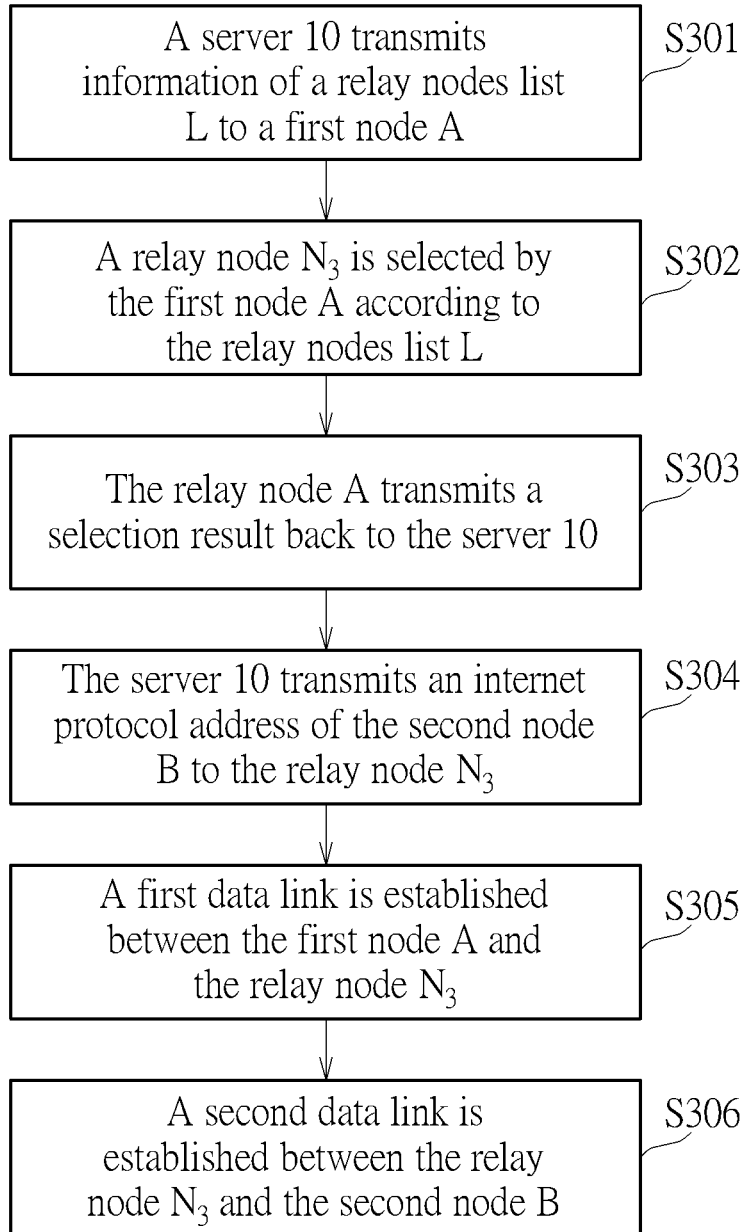 A server 10 transmits
information of a relay nodes list
L to a first node A
S301
A relay node N₃ is selected by
the first node A according to
the relay nodes list L
S302
The relay node A transmits a
selection result back to the server 10
S303
The server 10 transmits an internet
protocol address of the second node
B to the relay node N₃
S304
A first data link is established
between the first node A and
the relay node N₃
S305
A second data link is
established between the relay
node N₃ and the second node B
S306